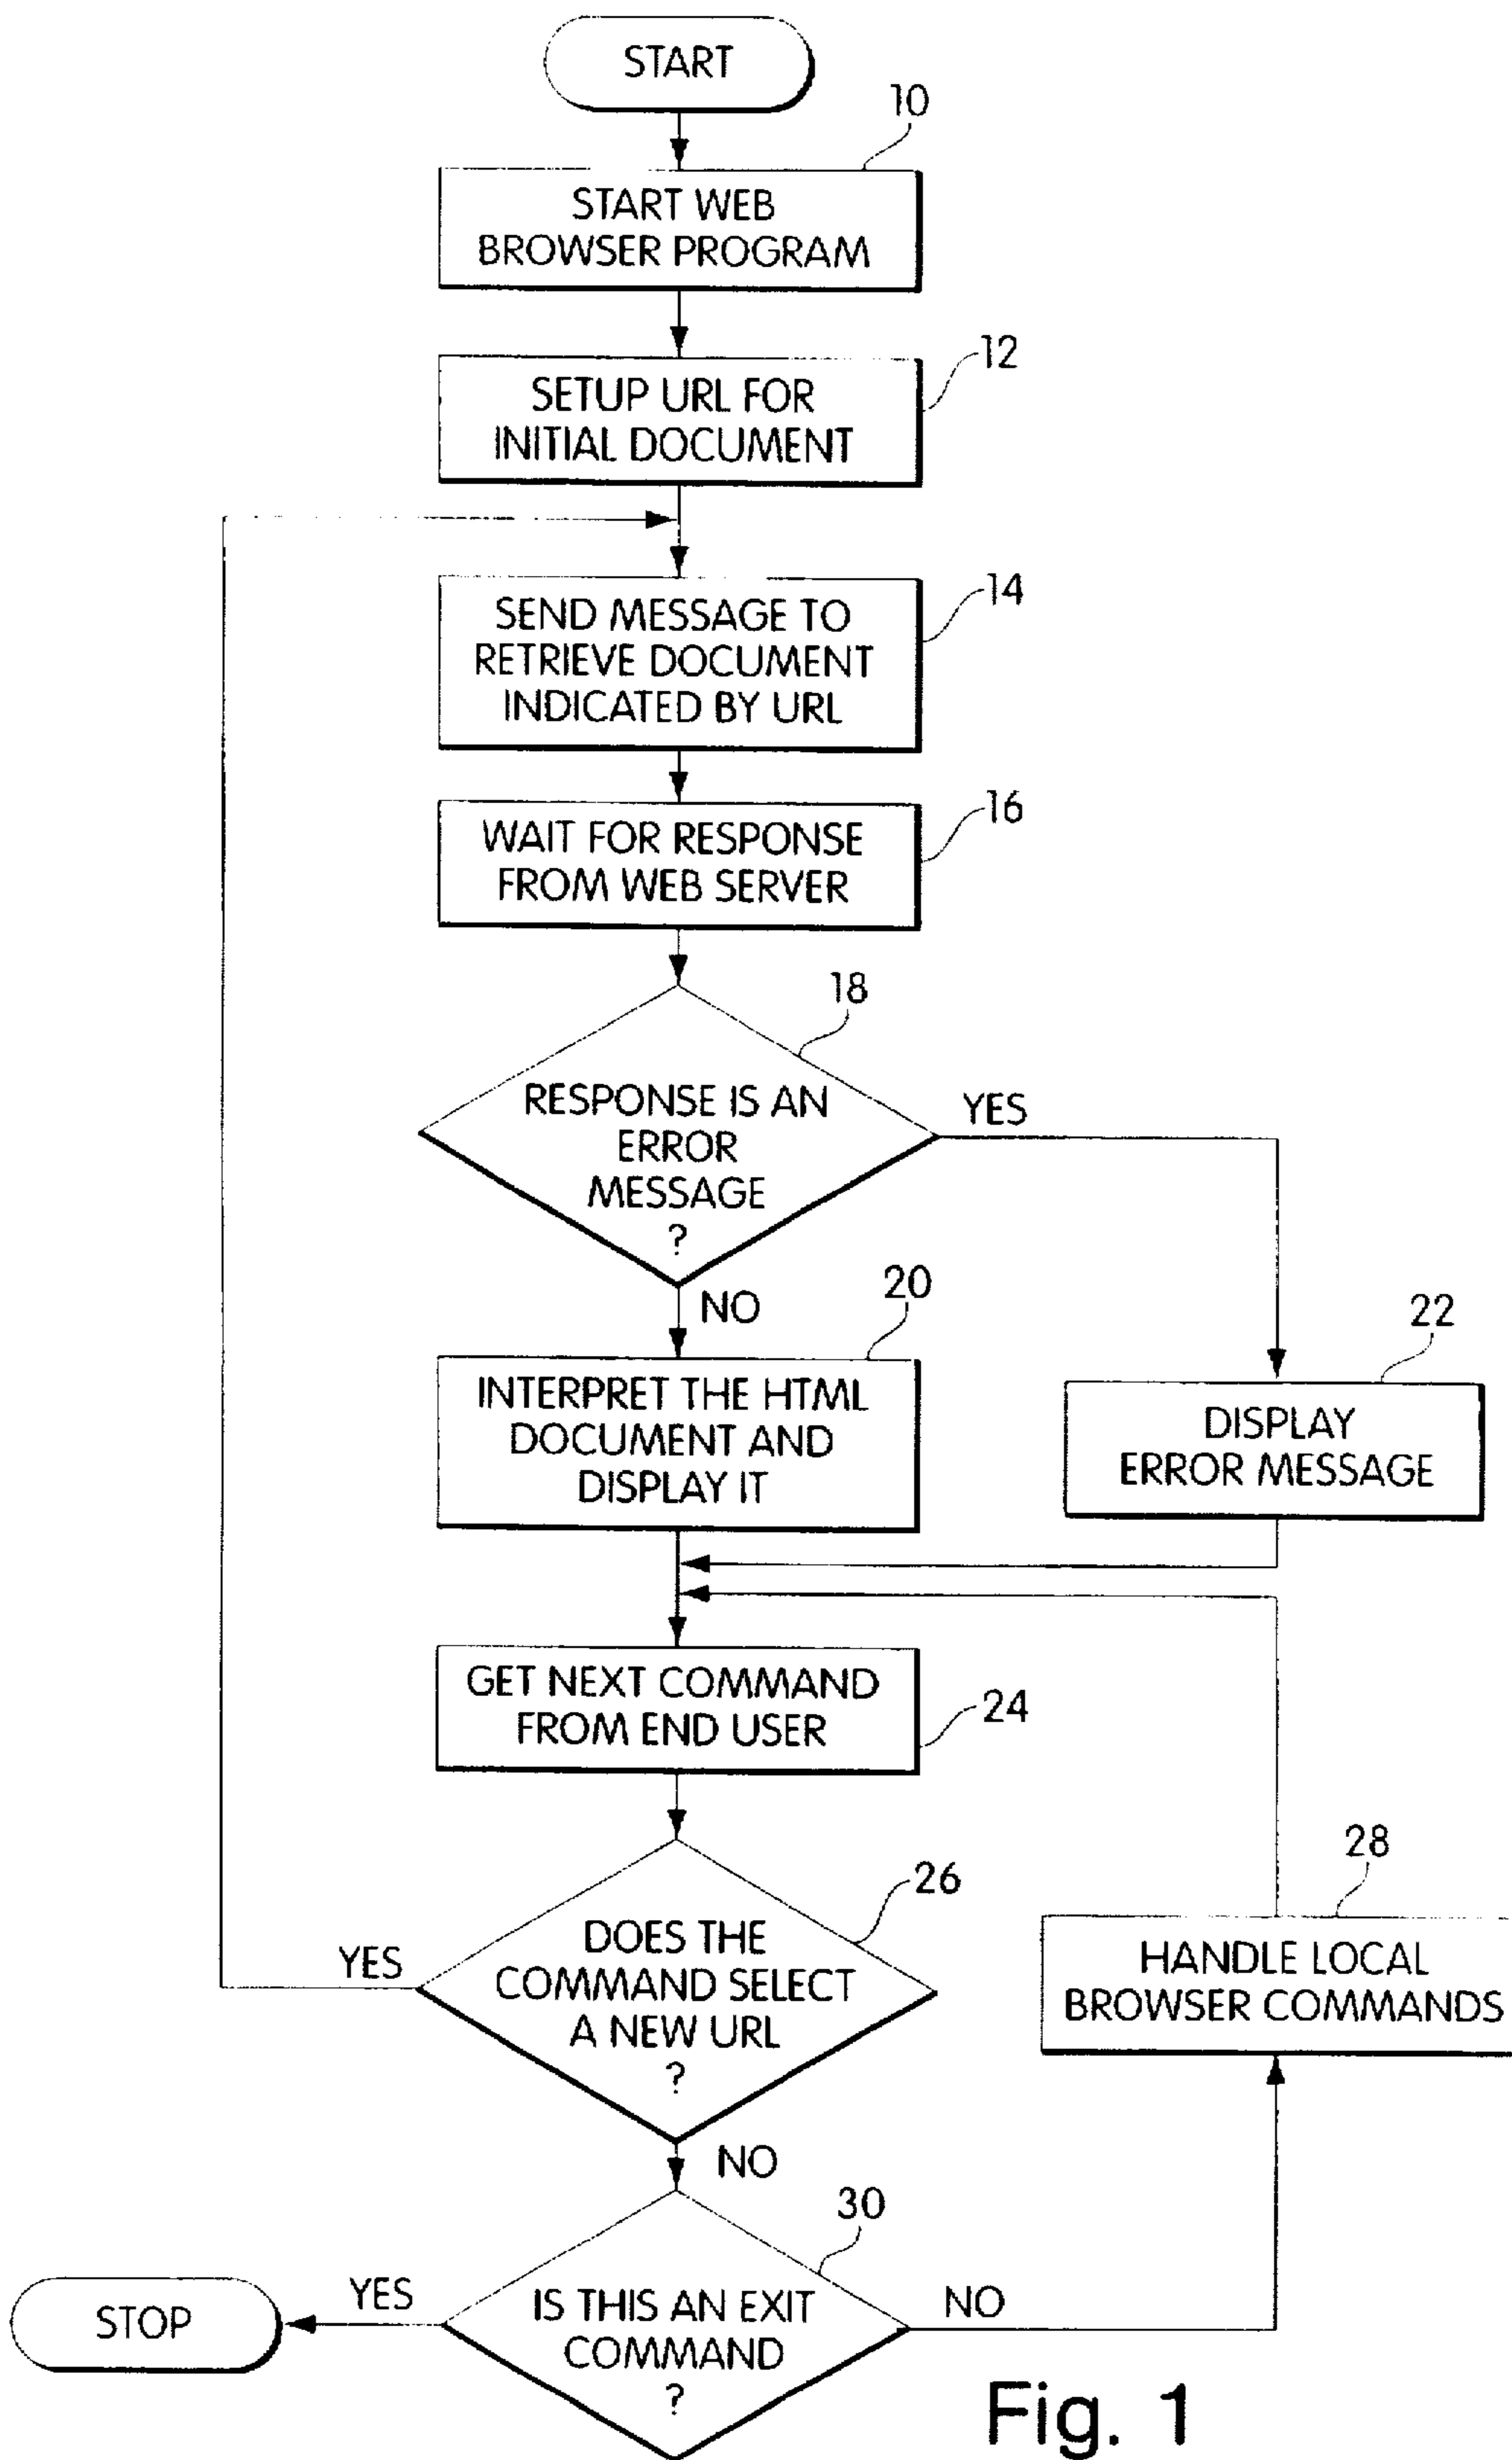 START
10
START WEB
BROWSER PROGRAM
12
SETUP URL FOR
INITIAL DOCUMENT
14
SEND MESSAGE TO
RETRIEVE DOCUMENT
INDICATED BY URL
16
WAIT FOR RESPONSE
FROM WEB SERVER
18
RESPONSE IS AN
ERROR
MESSAGE
?
YES
NO
20
INTERPRET THE HTML
DOCUMENT AND
DISPLAY IT
22
DISPLAY
ERROR MESSAGE
GET NEXT COMMAND
FROM END USER
24
26
DOES THE
COMMAND SELECT
A NEW URL
?
YES
NO
28
HANDLE LOCAL
BROWSER COMMANDS
30
IS THIS AN EXIT
COMMAND
?
YES
NO
STOP
Fig. 1